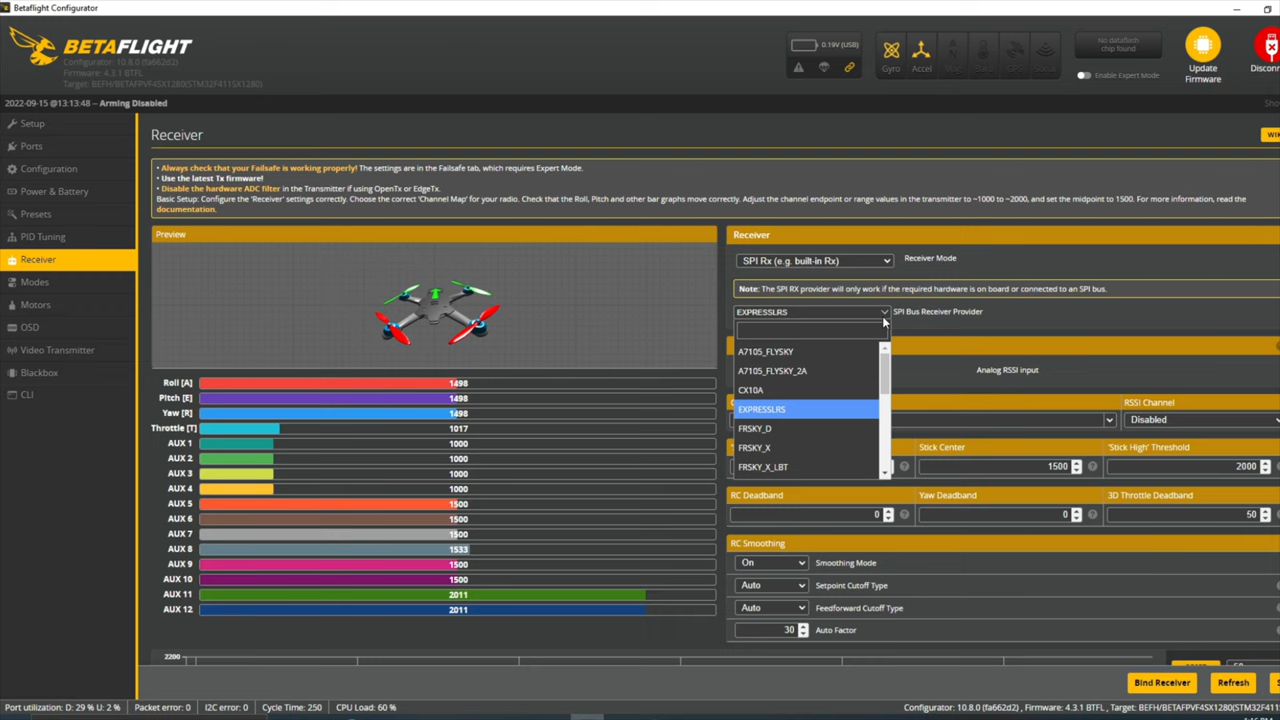 Betaflight Configurator
BETAFLIGHT
Configurator: 10.8.0 (fa662d2)
Firmware: 4.3.1 BTFL
Target: BEFH/BETAFPVF4SX1280(STM32F411SX1280)
0.19V (USB)
Gyro
Accel
No dataflash
chip found
Enable Expert Mode
Update
Firmware
Disconn
2022-09-15 @13:13:48 -- Arming Disabled
Setup
Ports
Configuration
Power & Battery
Presets
PID Tuning
Receiver
Modes
Motors
OSD
Video Transmitter
Blackbox
CLI
Receiver
WIK
• Always check that your Failsafe is working properly! The settings are in the Failsafe tab, which requires Expert Mode.
• Use the latest Tx firmware!
• Disable the hardware ADC filter in the Transmitter if using OpenTx or EdgeTx.
Basic Setup: Configure the 'Receiver' settings correctly. Choose the correct 'Channel Map' for your radio. Check that the Roll, Pitch and other bar graphs move correctly. Adjust the channel endpoint or range values in the transmitter to ~1000 to ~2000, and set the midpoint to 1500. For more information, read the
documentation.
Preview
Roll [A] 1498
Pitch [E] 1498
Yaw [R] 1498
Throttle [T] 1017
AUX 1 1000
AUX 2 1000
AUX 3 1000
AUX 4 1000
AUX 5 1500
AUX 6 1500
AUX 7 1500
AUX 8 1533
AUX 9 1500
AUX 10 1500
AUX 11 2011
AUX 12 2011
2200
Receiver
SPI Rx (e.g. built-in Rx) Receiver Mode
Note: The SPI RX provider will only work if the required hardware is on board or connected to an SPI bus.
EXPRESSLRS SPI Bus Receiver Provider
A7105_FLYSKY
A7105_FLYSKY_2A
CX10A
EXPRESSLRS
FRSKY_D
FRSKY_X
FRSKY_X_LBT
Analog RSSI input
RSSI Channel
Disabled
Stick Center 'Stick High' Threshold
1500 2000
RC Deadband Yaw Deadband 3D Throttle Deadband
0 0 50
RC Smoothing
On Smoothing Mode
Auto Setpoint Cutoff Type
Auto Feedforward Cutoff Type
30 Auto Factor
Bind Receiver Refresh S
Port utilization: D: 29 % U: 2 % Packet error: 0 I2C error: 0 Cycle Time: 250 CPU Load: 60 % Configurator: 10.8.0 (fa662d2), Firmware: 4.3.1 BTFL, Target: BEFH/BETAFPVF4SX1280(STM32F411